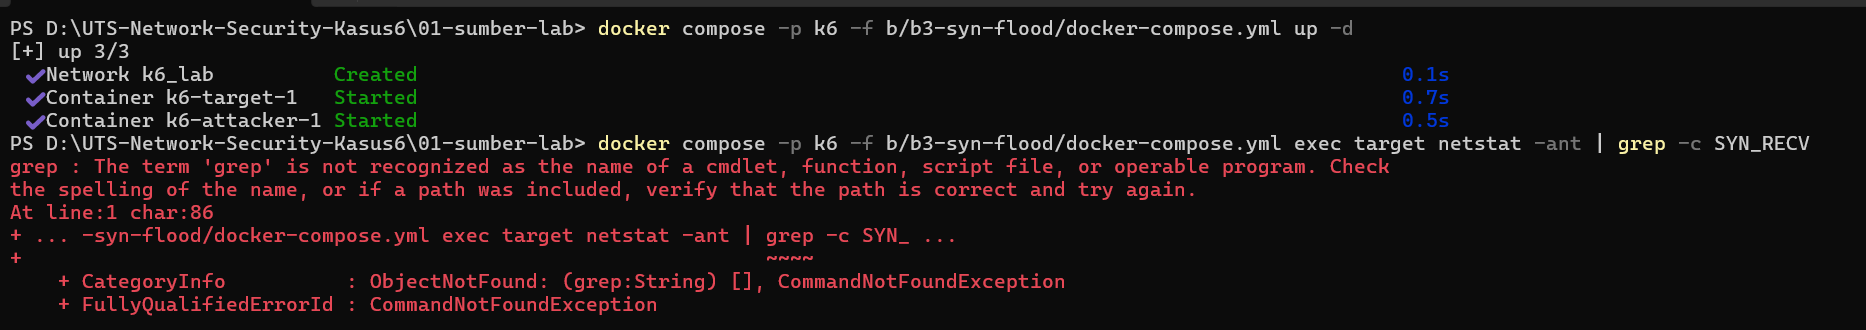 PS D:\UTS-Network-Security-Kasus6\01-sumber-lab> docker compose -p k6 -f b/b3-syn-flood/docker-compose.yml up -d
[+] up 3/3
✔Network k6_lab Created 0.1s
✔Container k6-target-1 Started 0.7s
✔Container k6-attacker-1 Started 0.5s
PS D:\UTS-Network-Security-Kasus6\01-sumber-lab> docker compose -p k6 -f b/b3-syn-flood/docker-compose.yml exec target netstat -ant | grep -c SYN_RECV
grep : The term 'grep' is not recognized as the name of a cmdlet, function, script file, or operable program. Check
the spelling of the name, or if a path was included, verify that the path is correct and try again.
At line:1 char:86
+ ... -syn-flood/docker-compose.yml exec target netstat -ant | grep -c SYN_ ...
+ ~~~~
+ CategoryInfo : ObjectNotFound: (grep:String) [], CommandNotFoundException
+ FullyQualifiedErrorId : CommandNotFoundException